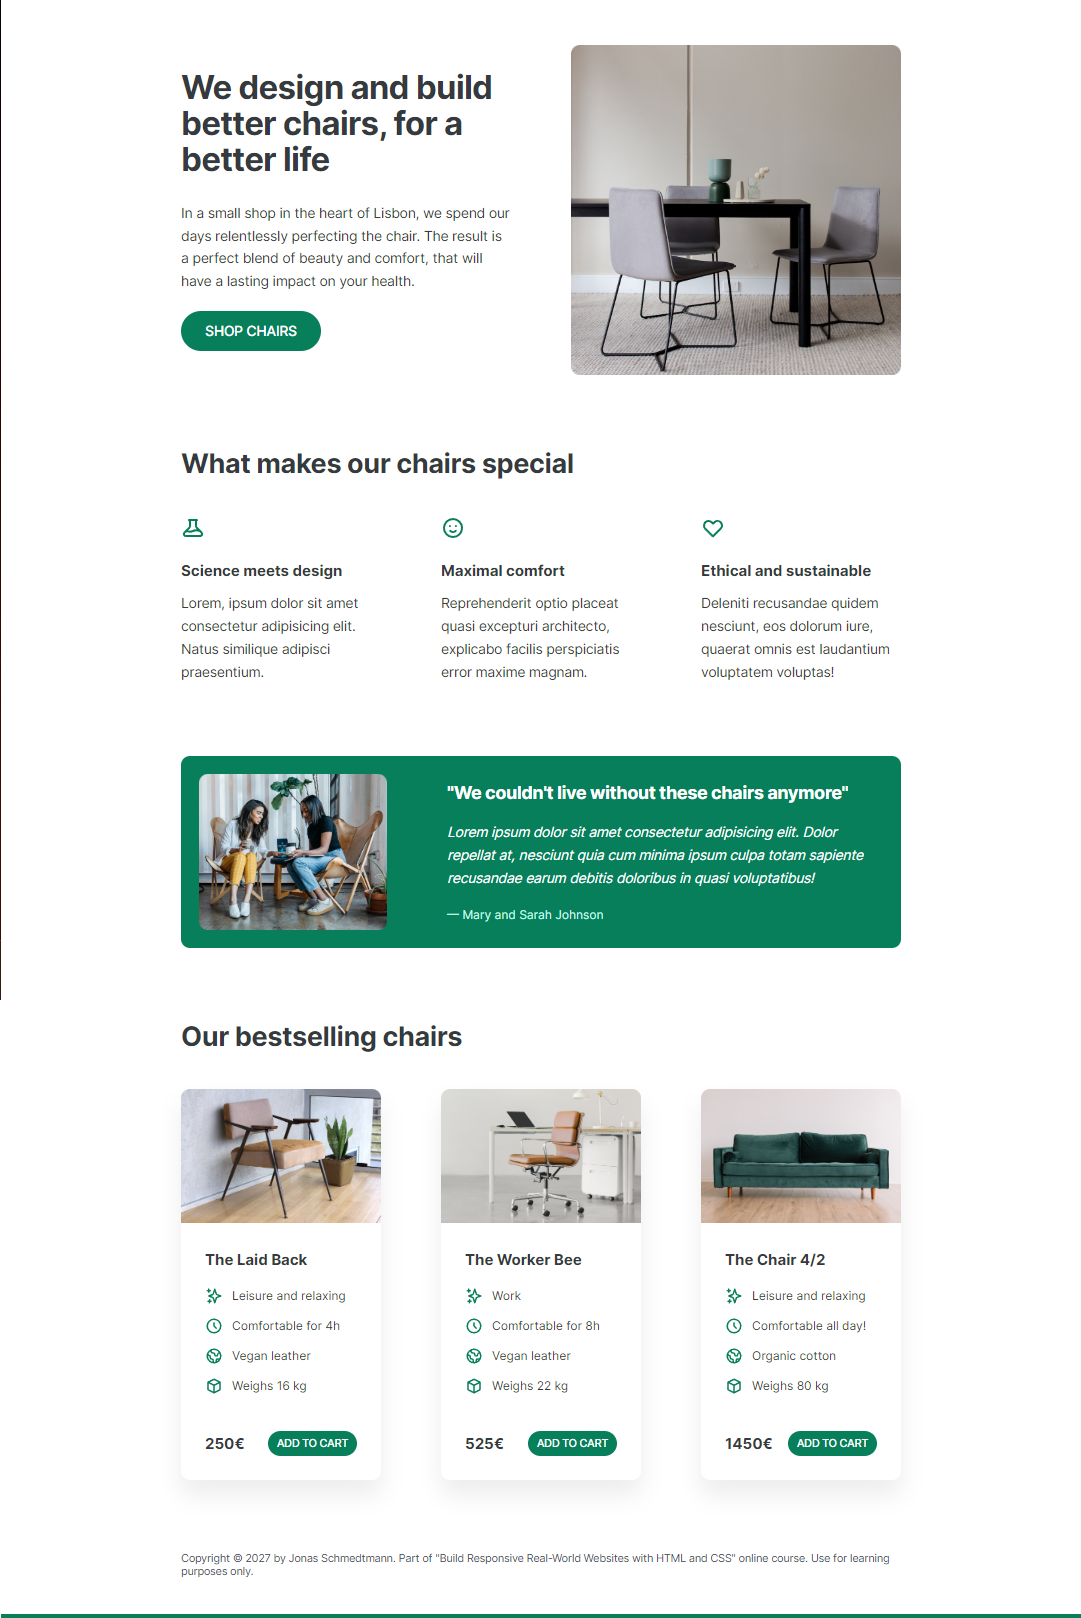 We design and build
better chairs, for a
better life
In a small shop in the heart of Lisbon, we spend our
days relentlessly perfecting the chair. The result is
a perfect blend of beauty and comfort, that will
have a lasting impact on your health.
SHOP CHAIRS
What makes our chairs special
Science meets design
Lorem, ipsum dolor sit amet
consectetur adipisicing elit.
Natus similique adipisci
praesentium.
Maximal comfort
Reprehenderit optio placeat
quasi excepturi architecto,
explicabo facilis perspiciatis
error maxime magnam.
Ethical and sustainable
Deleniti recusandae quidem
nesciunt, eos dolorum iure,
quaerat omnis est laudantium
voluptatem voluptas!
"We couldn't live without these chairs anymore"
Lorem ipsum dolor sit amet consectetur adipisicing elit. Dolor
repellat at, nesciunt quia cum minima ipsum culpa totam sapiente
recusandae earum debitis doloribus in quasi voluptatibus!
— Mary and Sarah Johnson
Our bestselling chairs
The Laid Back
Leisure and relaxing
Comfortable for 4h
Vegan leather
Weighs 16 kg
250€ ADD TO CART
The Worker Bee
Work
Comfortable for 8h
Vegan leather
Weighs 22 kg
525€ ADD TO CART
The Chair 4/2
Leisure and relaxing
Comfortable all day!
Organic cotton
Weighs 80 kg
1450€ ADD TO CART
Copyright © 2027 by Jonas Schmedtmann. Part of "Build Responsive Real-World Websites with HTML and CSS" online course. Use for learning
purposes only.